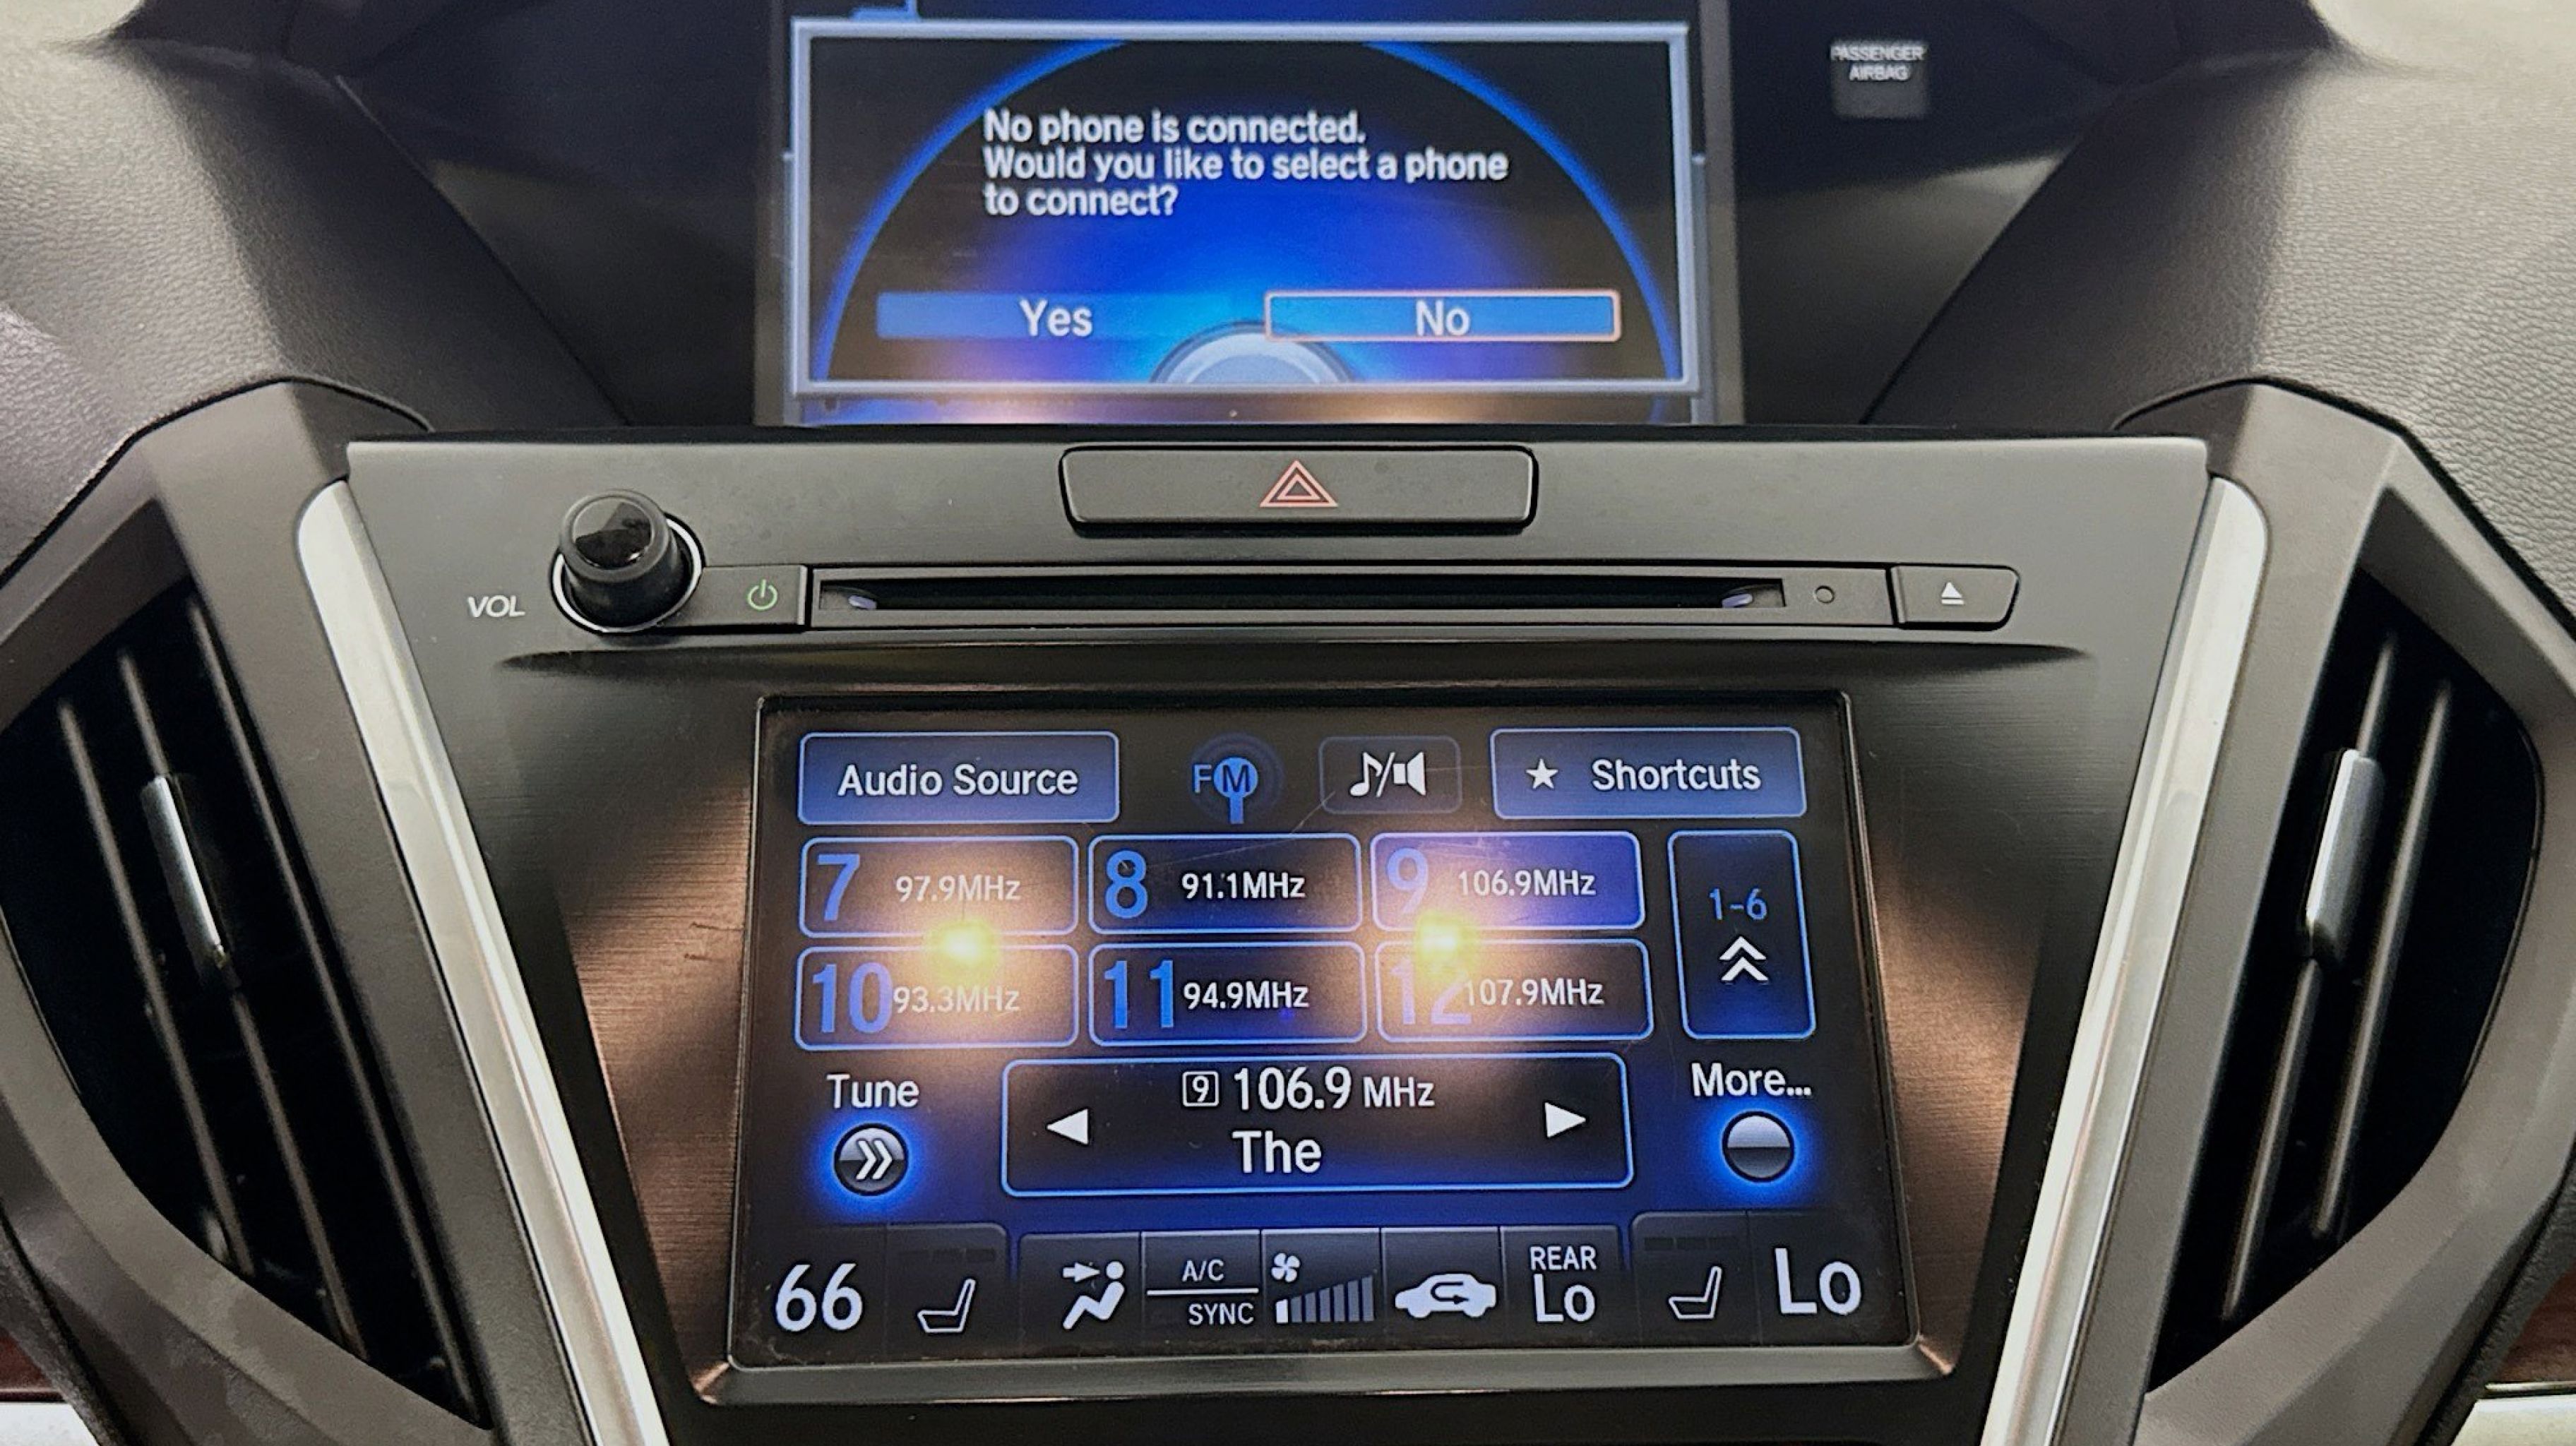 PASSENGER
AIRBAG
No phone is connected.
Would you like to select a phone
to connect?
Yes
No
VOL
Audio Source
FM
Shortcuts
7 97.9MHz
8 91.1MHz
9 106.9MHz
1-6
10 93.3MHz
11 94.9MHz
12 107.9MHz
Tune
9 106.9 MHz
The
More...
66
A/C
SYNC
REAR
Lo
Lo